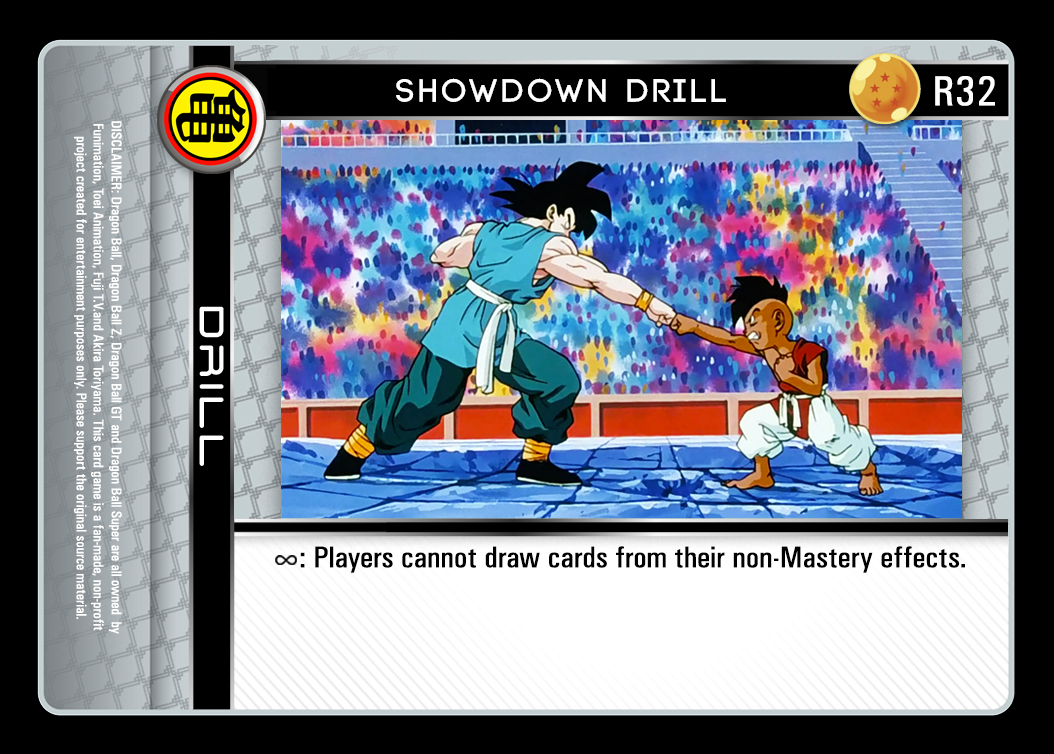 SHOWDOWN DRILL
R32
DRILL
∞: Players cannot draw cards from their non-Mastery effects.
DISCLAIMER: Dragon Ball, Dragon Ball Z, Dragon Ball GT and Dragon Ball Super are all owned by
Funimation, Toei Animation, Fuji T.V.and Akira Toriyama. This card game is a fan-made, non-profit
project created for entertainment purposes only. Please support the original source material.